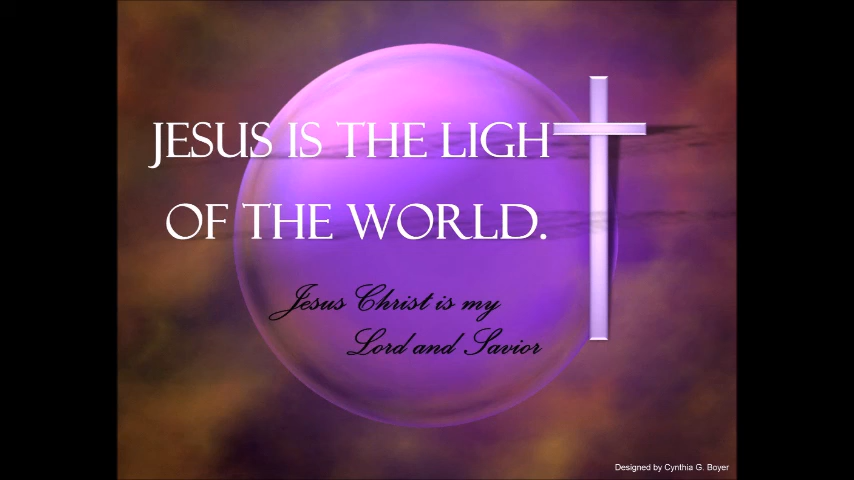 JESUS IS THE LIGH
OF THE WORLD.
Jesus Christ is my
Lord and Savior
Designed by Cynthia G. Boyer